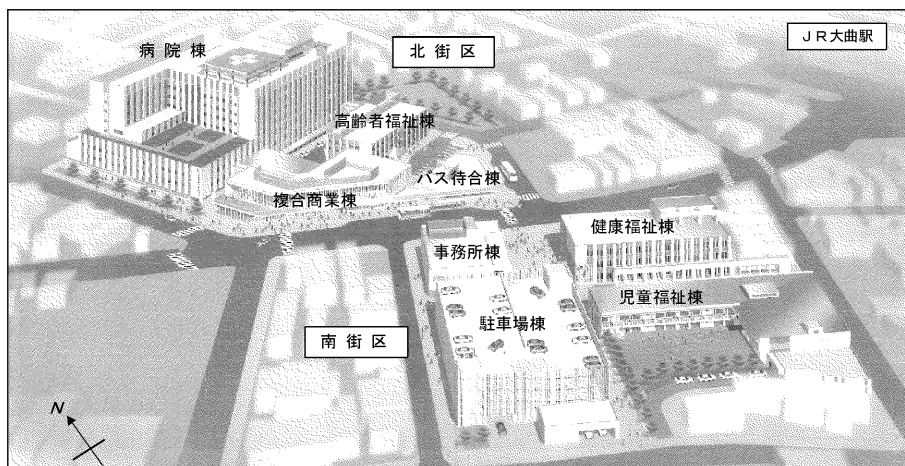 病院棟
北街区
JR大曲駅
高齢者福祉棟
バス待合棟
複合商業棟
健康福祉棟
事務所棟
児童福祉棟
駐車場棟
南街区
N